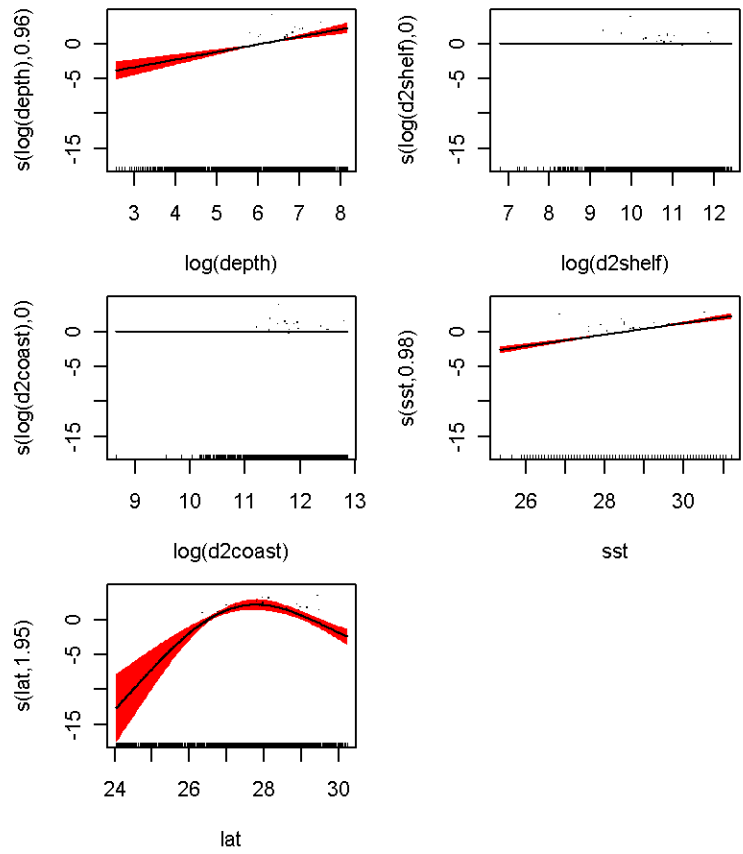 s(log(depth),0.96)
0
-5
-15
3 4 5 6 7 8
log(depth)
s(log(d2shelf),0)
0
-5
-15
7 8 9 10 11 12
log(d2shelf)
s(log(d2coast),0)
0
-5
-15
9 10 11 12 13
log(d2coast)
s(sst,0.98)
0
-5
-15
26 28 30
sst
s(lat,1.95)
0
-5
-15
24 26 28 30
lat